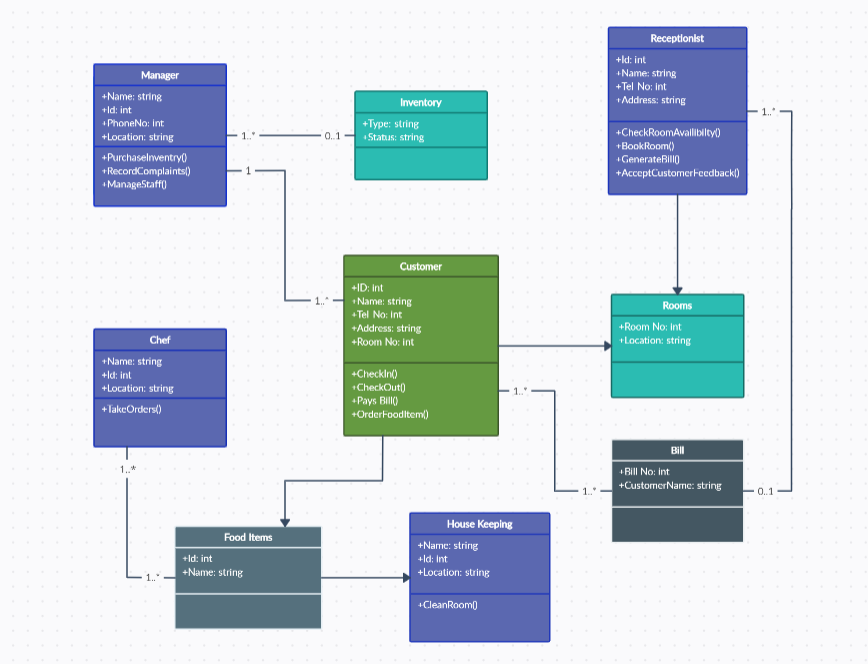 Manager
+Name: string
+Id: int
+PhoneNo: int
+Location: string
+PurchaseInventry()
+RecordComplaints()
+ManageStaff()
1..*
0..1
1
1..*
Inventory
+Type: string
+Status: string
Receptionist
+Id: int
+Name: string
+Tel No: int
+Address: string
+CheckRoomAvailibilty()
+BookRoom()
+GenerateBill()
+AcceptCustomerFeedback()
1..*
Customer
+ID: int
+Name: string
+Tel No: int
+Address: string
+Room No: int
+CheckIn()
+CheckOut()
+Pays Bill()
+OrderFoodItem()
Rooms
+Room No: int
+Location: string
Chef
+Name: string
+Id: int
+Location: string
+TakeOrders()
1..*
1..*
1..*
1..*
Bill
+Bill No: int
+CustomerName: string
0..1
Food Items
+Id: int
+Name: string
House Keeping
+Name: string
+Id: int
+Location: string
+CleanRoom()